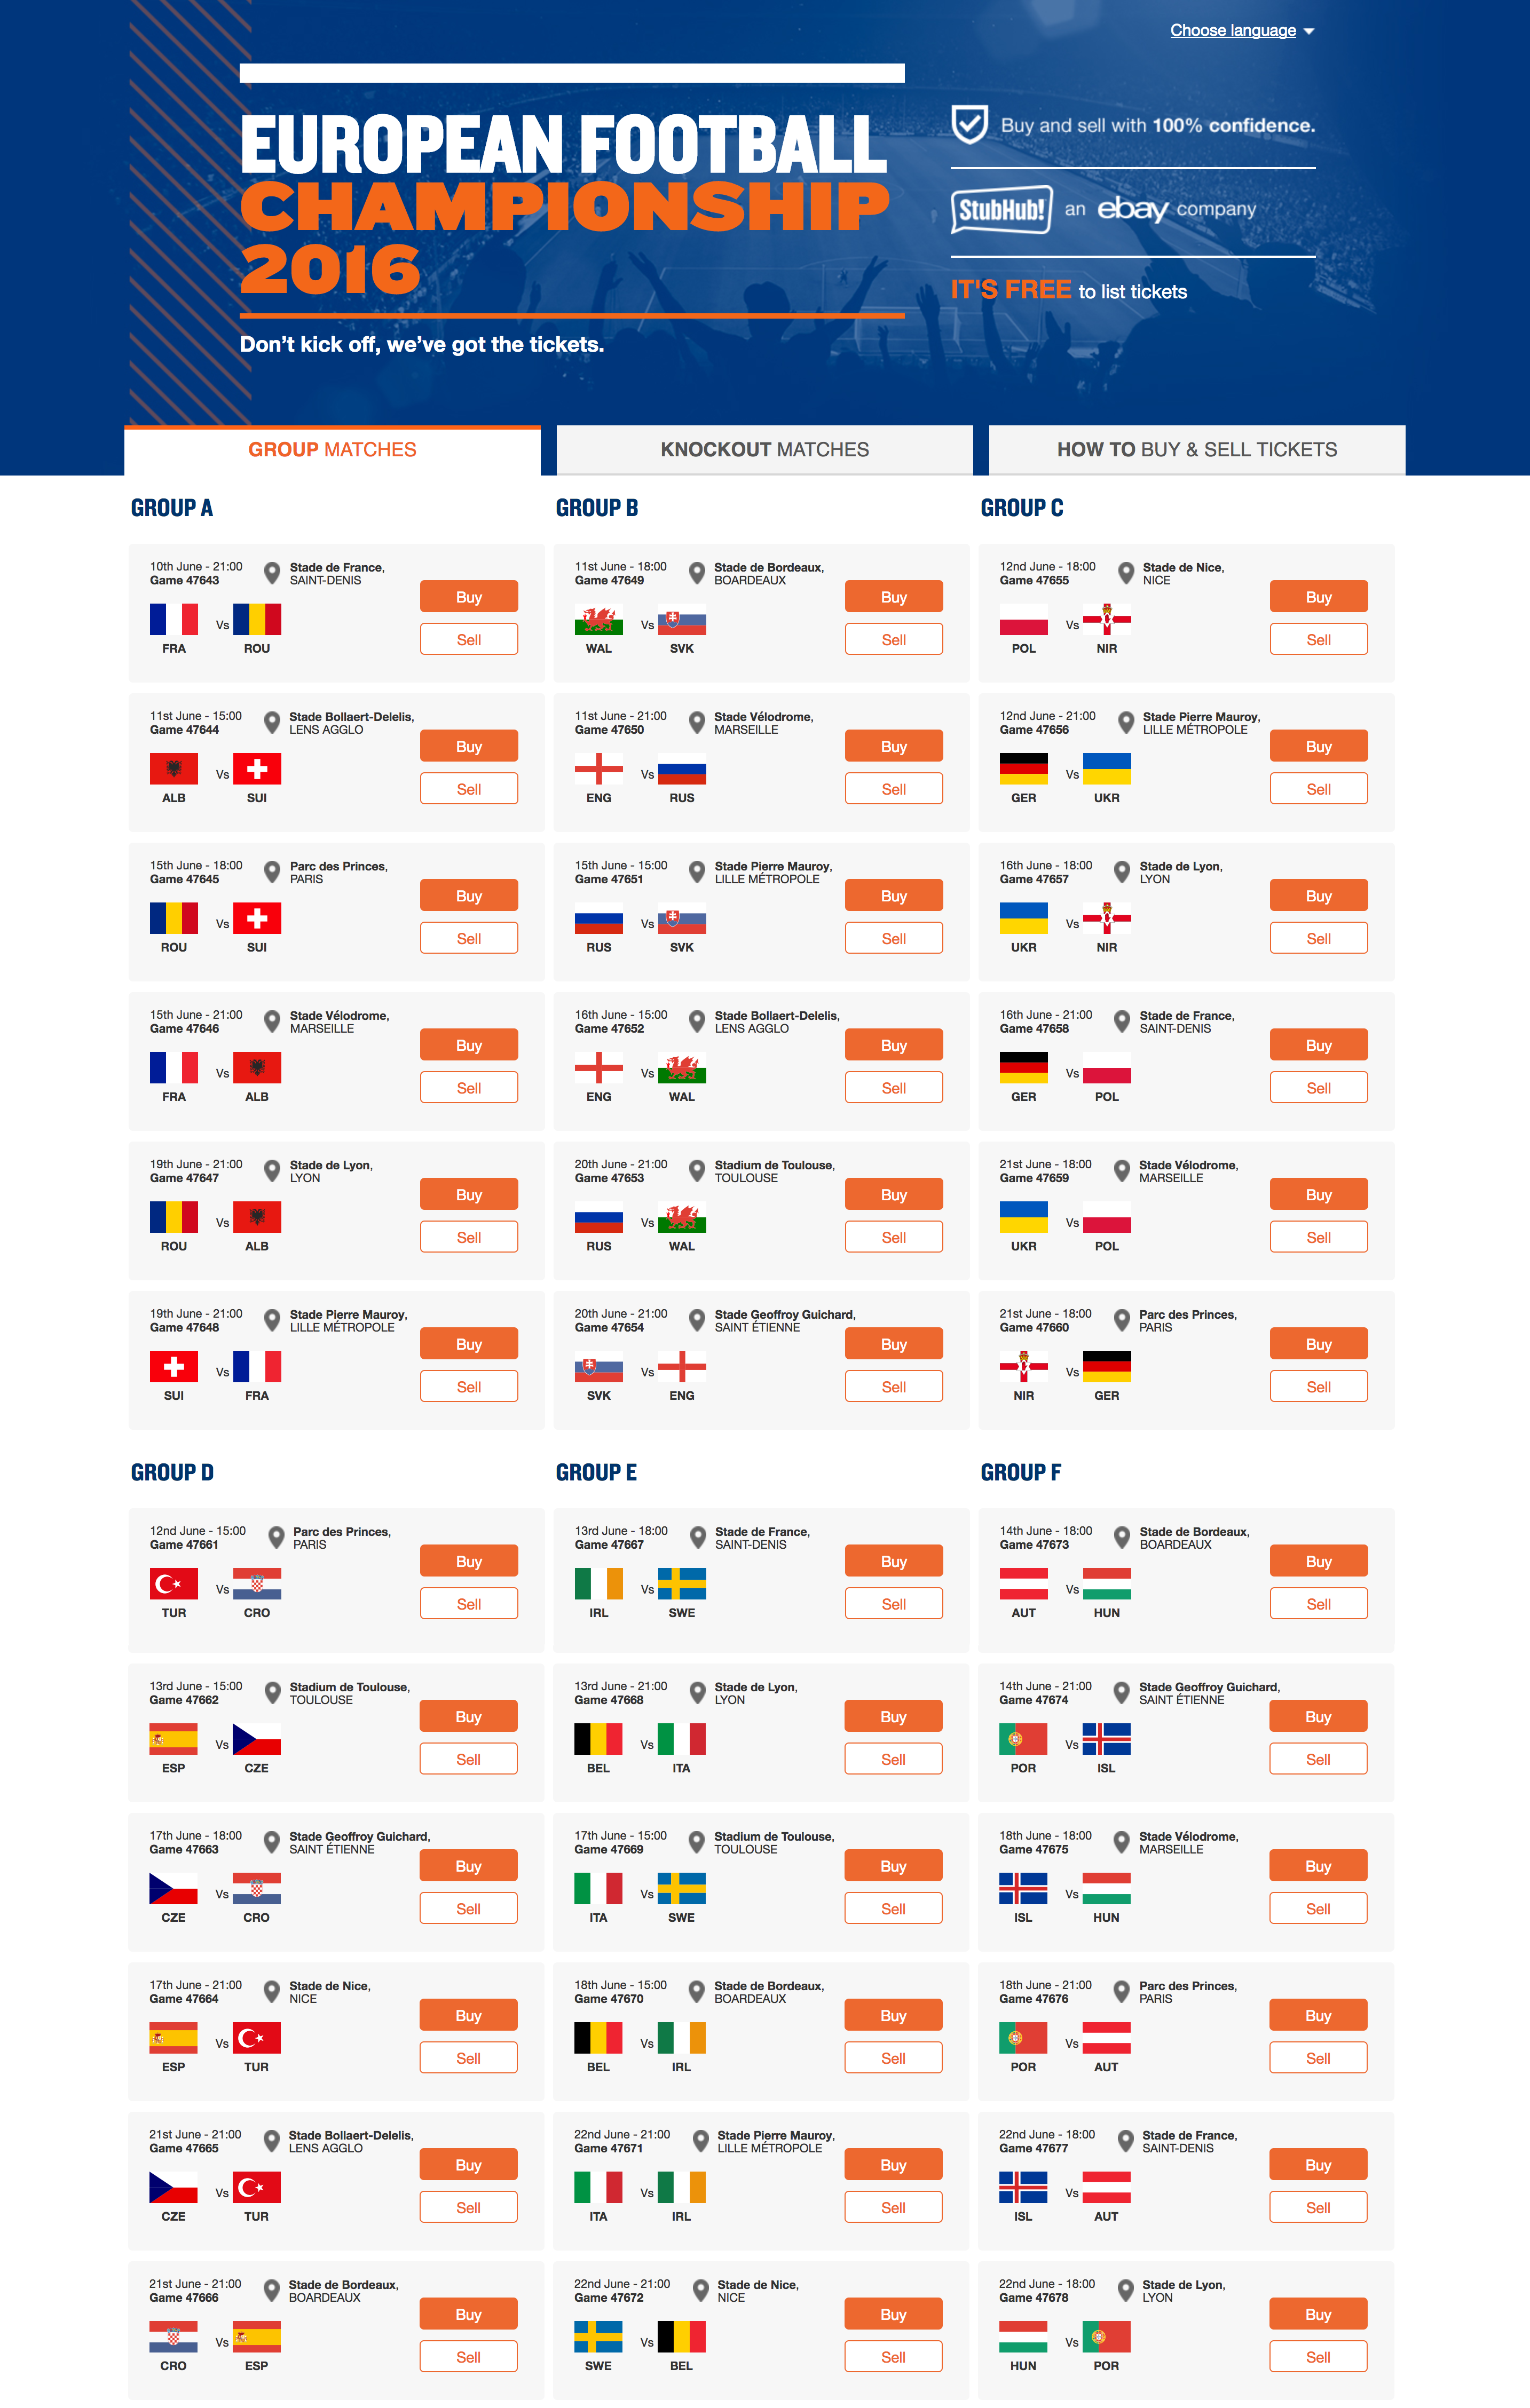 Choose language
EUROPEAN FOOTBALL
CHAMPIONSHIP
2016
Don’t kick off, we’ve got the tickets.
Buy and sell with 100% confidence.
StubHub! an ebay company
IT'S FREE to list tickets
GROUP MATCHES
KNOCKOUT MATCHES
HOW TO BUY & SELL TICKETS
GROUP A
10th June - 21:00 Stade de France,
Game 47643 SAINT-DENIS
Buy
Vs
Sell
FRA ROU
11st June - 15:00 Stade Bollaert-Delelis,
Game 47644 LENS AGGLO
Buy
Vs
Sell
ALB SUI
15th June - 18:00 Parc des Princes,
Game 47645 PARIS
Buy
Vs
Sell
ROU SUI
15th June - 21:00 Stade Vélodrome,
Game 47646 MARSEILLE
Buy
Vs
Sell
FRA ALB
19th June - 21:00 Stade de Lyon,
Game 47647 LYON
Buy
Vs
Sell
ROU ALB
19th June - 21:00 Stade Pierre Mauroy,
Game 47648 LILLE MÉTROPOLE
Buy
Vs
Sell
SUI FRA
GROUP B
11st June - 18:00 Stade de Bordeaux,
Game 47649 BOARDEAUX
Buy
Vs
Sell
WAL SVK
11st June - 21:00 Stade Vélodrome,
Game 47650 MARSEILLE
Buy
Vs
Sell
ENG RUS
15th June - 15:00 Stade Pierre Mauroy,
Game 47651 LILLE MÉTROPOLE
Buy
Vs
Sell
RUS SVK
16th June - 15:00 Stade Bollaert-Delelis,
Game 47652 LENS AGGLO
Buy
Vs
Sell
ENG WAL
20th June - 21:00 Stadium de Toulouse,
Game 47653 TOULOUSE
Buy
Vs
Sell
RUS WAL
20th June - 21:00 Stade Geoffroy Guichard,
Game 47654 SAINT ÉTIENNE
Buy
Vs
Sell
SVK ENG
GROUP C
12nd June - 18:00 Stade de Nice,
Game 47655 NICE
Buy
Vs
Sell
POL NIR
12nd June - 21:00 Stade Pierre Mauroy,
Game 47656 LILLE MÉTROPOLE
Buy
Vs
Sell
GER UKR
16th June - 18:00 Stade de Lyon,
Game 47657 LYON
Buy
Vs
Sell
UKR NIR
16th June - 21:00 Stade de France,
Game 47658 SAINT-DENIS
Buy
Vs
Sell
GER POL
21st June - 18:00 Stade Vélodrome,
Game 47659 MARSEILLE
Buy
Vs
Sell
UKR POL
21st June - 18:00 Parc des Princes,
Game 47660 PARIS
Buy
Vs
Sell
NIR GER
GROUP D
12nd June - 15:00 Parc des Princes,
Game 47661 PARIS
Buy
Vs
Sell
TUR CRO
13rd June - 15:00 Stadium de Toulouse,
Game 47662 TOULOUSE
Buy
Vs
Sell
ESP CZE
17th June - 18:00 Stade Geoffroy Guichard,
Game 47663 SAINT ÉTIENNE
Buy
Vs
Sell
CZE CRO
17th June - 21:00 Stade de Nice,
Game 47664 NICE
Buy
Vs
Sell
ESP TUR
21st June - 21:00 Stade Bollaert-Delelis,
Game 47665 LENS AGGLO
Buy
Vs
Sell
CZE TUR
21st June - 21:00 Stade de Bordeaux,
Game 47666 BOARDEAUX
Buy
Vs
Sell
CRO ESP
GROUP E
13rd June - 18:00 Stade de France,
Game 47667 SAINT-DENIS
Buy
Vs
Sell
IRL SWE
13rd June - 21:00 Stade de Lyon,
Game 47668 LYON
Buy
Vs
Sell
BEL ITA
17th June - 15:00 Stadium de Toulouse,
Game 47669 TOULOUSE
Buy
Vs
Sell
ITA SWE
18th June - 15:00 Stade de Bordeaux,
Game 47670 BOARDEAUX
Buy
Vs
Sell
BEL IRL
22nd June - 21:00 Stade Pierre Mauroy,
Game 47671 LILLE MÉTROPOLE
Buy
Vs
Sell
ITA IRL
22nd June - 21:00 Stade de Nice,
Game 47672 NICE
Buy
Vs
Sell
SWE BEL
GROUP F
14th June - 18:00 Stade de Bordeaux,
Game 47673 BOARDEAUX
Buy
Vs
Sell
AUT HUN
14th June - 21:00 Stade Geoffroy Guichard,
Game 47674 SAINT ÉTIENNE
Buy
Vs
Sell
POR ISL
18th June - 18:00 Stade Vélodrome,
Game 47675 MARSEILLE
Buy
Vs
Sell
ISL HUN
18th June - 21:00 Parc des Princes,
Game 47676 PARIS
Buy
Vs
Sell
POR AUT
22nd June - 18:00 Stade de France,
Game 47677 SAINT-DENIS
Buy
Vs
Sell
ISL AUT
22nd June - 18:00 Stade de Lyon,
Game 47678 LYON
Buy
Vs
Sell
HUN POR